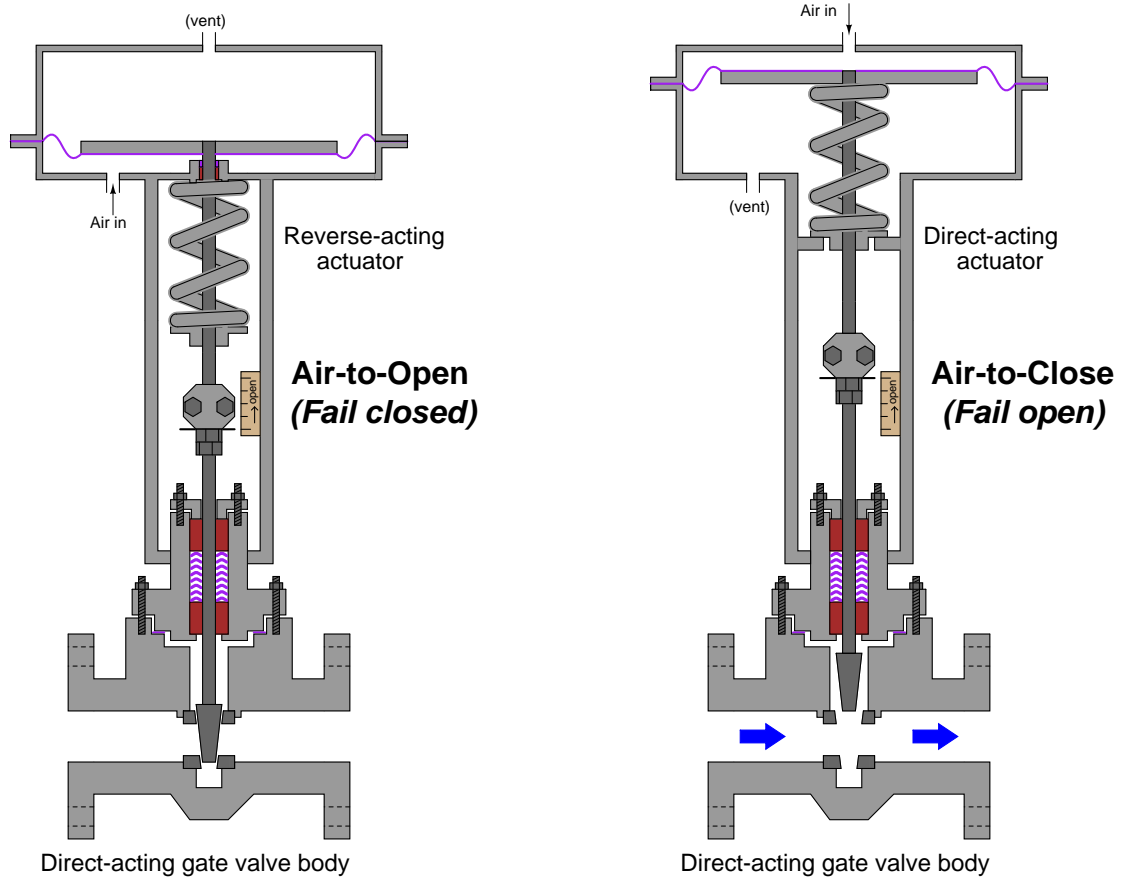 (vent)
Air in
Reverse-acting
actuator
Air-to-Open
(Fail closed)
open
Direct-acting gate valve body
Air in
(vent)
Direct-acting
actuator
Air-to-Close
(Fail open)
open
Direct-acting gate valve body